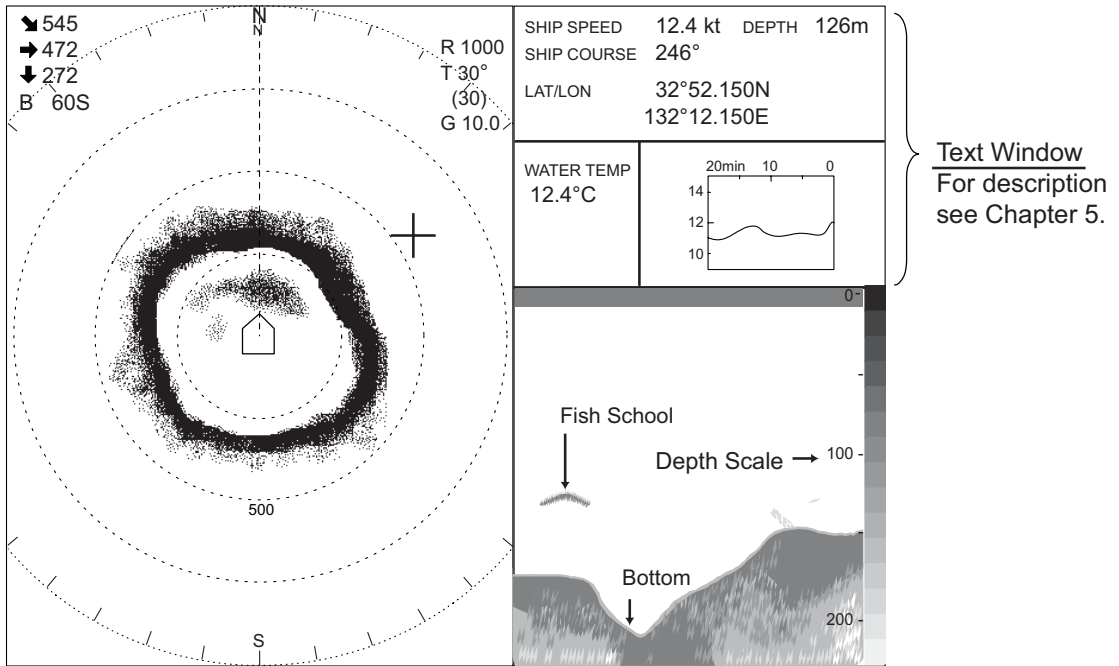 545
472
272
B 60S
N
N
R 1000
T 30°
(30)
G 10.0
500
S
SHIP SPEED 12.4 kt DEPTH 126m
SHIP COURSE 246°
LAT/LON 32°52.150N
132°12.150E
WATER TEMP
12.4°C
20min 10 0
14
12
10
0
Fish School
Depth Scale 100
Bottom
200
Text Window
For description
see Chapter 5.